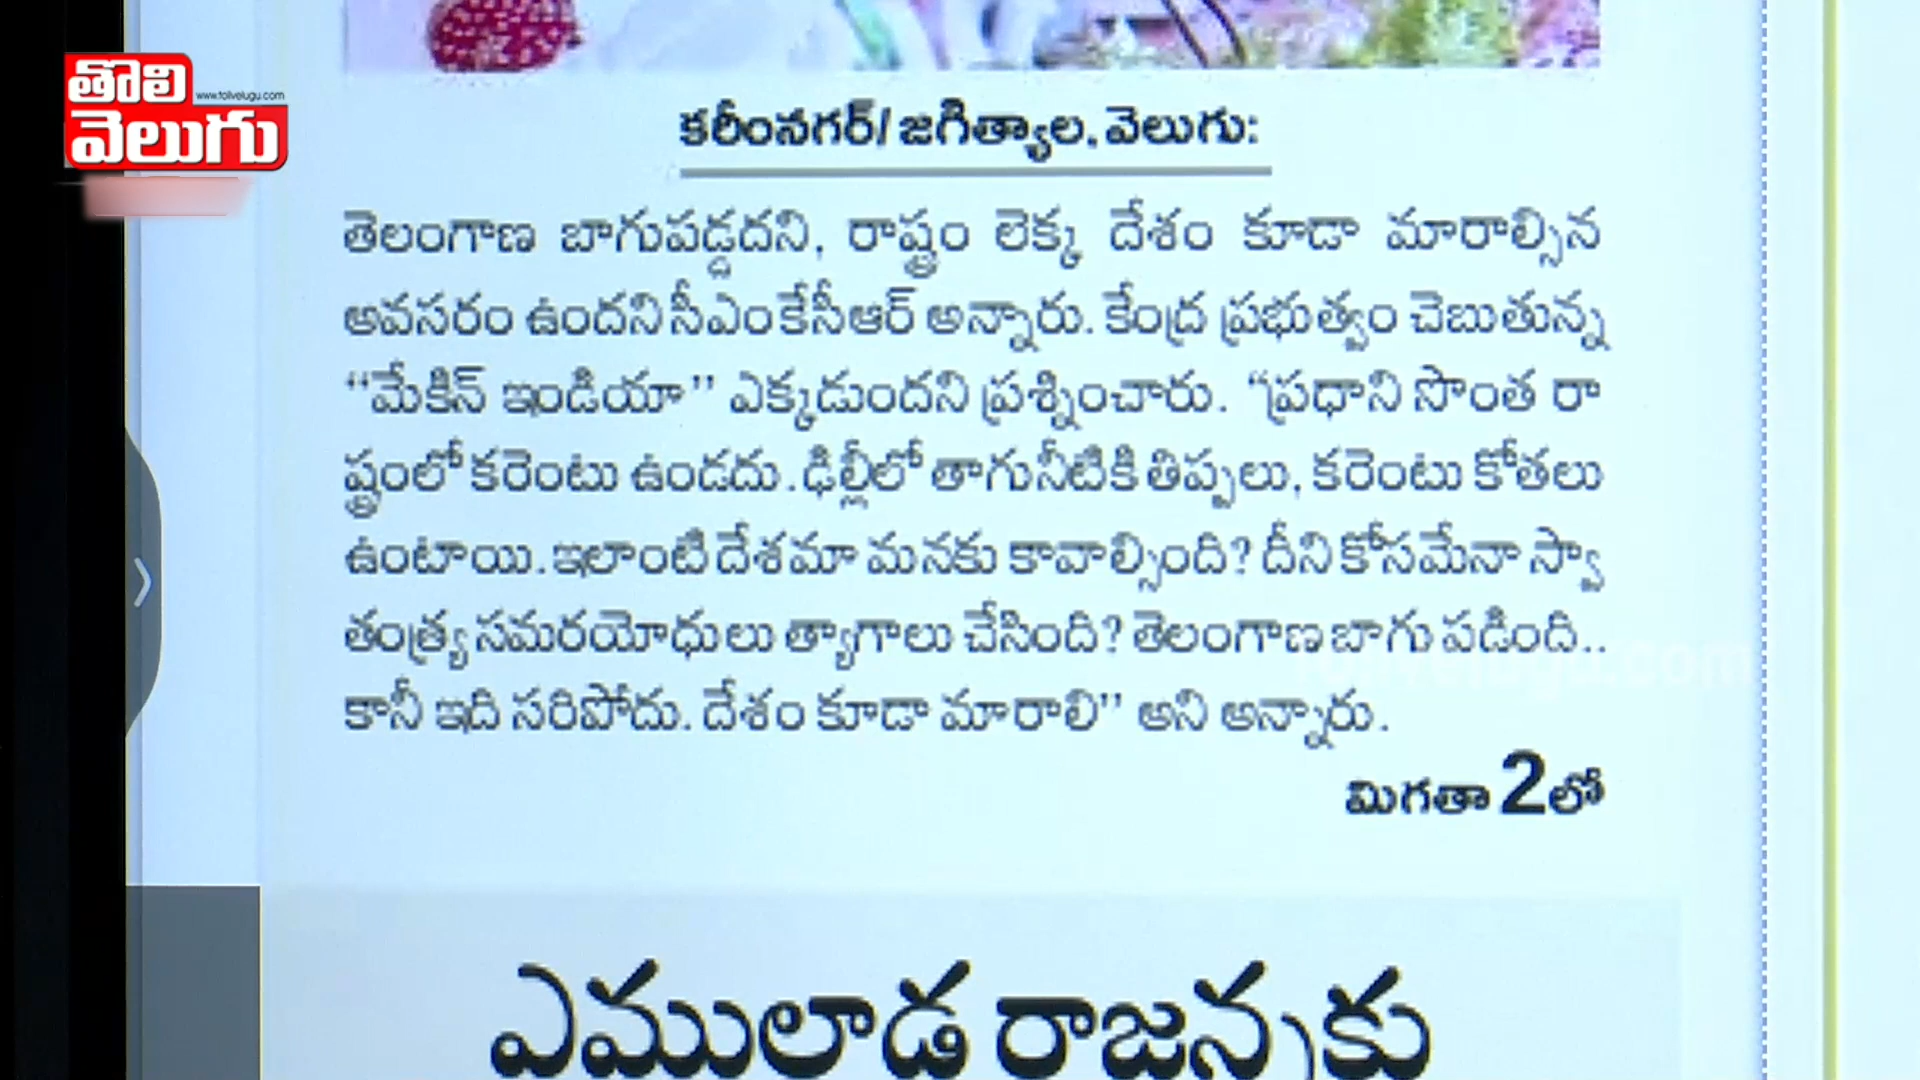 తొలి
www.tolivelugu.com
వెలుగు
కరీంనగర్/ జగిత్యాల, వెలుగు:
తెలంగాణ బాగుపడ్డదని, రాష్ట్రం లెక్క దేశం కూడా మారాల్సిన
అవసరం ఉందని సీఎం కేసీఆర్ అన్నారు. కేంద్ర ప్రభుత్వం చెబుతున్న
“మేకిన్ ఇండియా” ఎక్కడుందని ప్రశ్నించారు. “ప్రధాని సొంత రా
ష్ట్రంలో కరెంటు ఉండదు. ఢిల్లీలో తాగునీటికి తిప్పలు, కరెంటు కోతలు
ఉంటాయి. ఇలాంటి దేశమా మనకు కావాల్సింది? దీని కోసమేనా స్వా
తంత్ర్య సమరయోధులు త్యాగాలు చేసింది? తెలంగాణ బాగు పడింది..
కానీ ఇది సరిపోదు. దేశం కూడా మారాలి” అని అన్నారు.
మిగతా 2లో
ఎములాడ రాజన్నకు